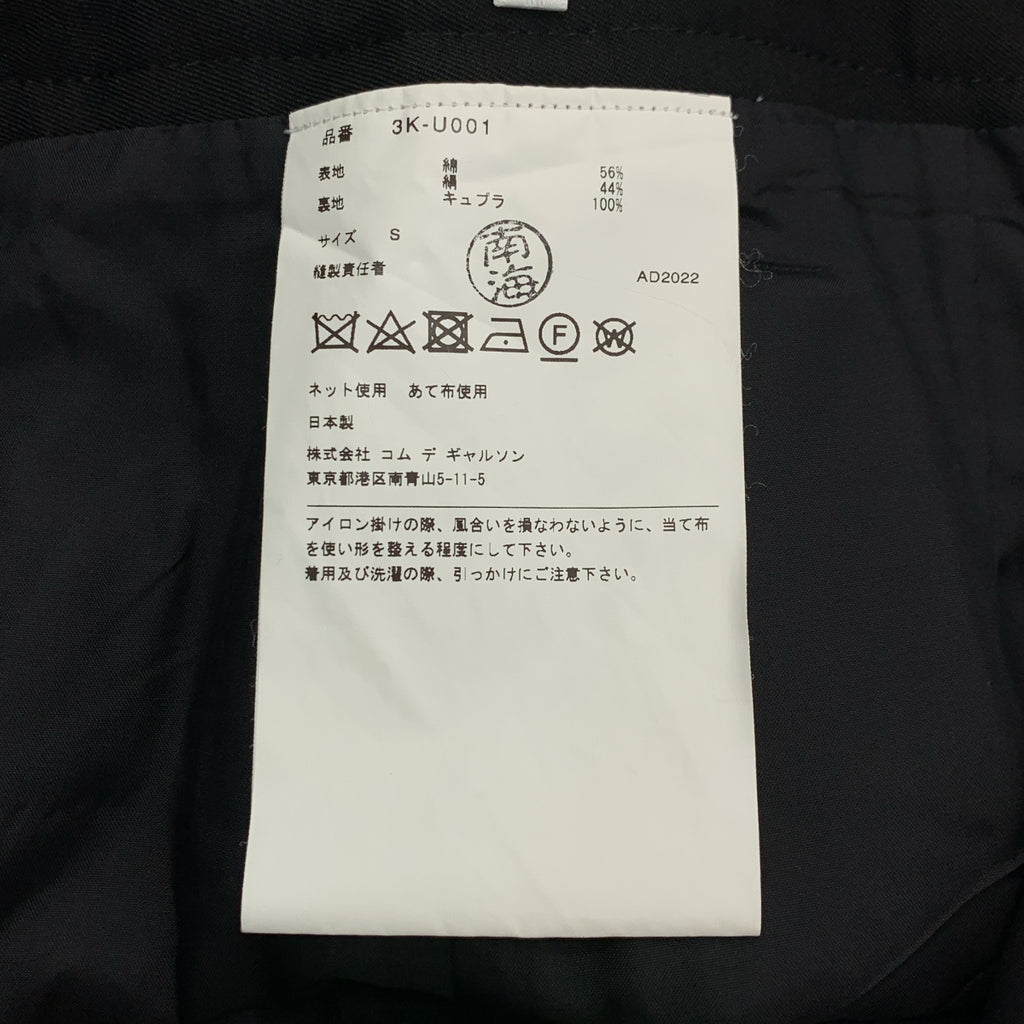 品番 3K-U001
表地 綿 56%
絹 44%
裏地 キュプラ 100%
サイズ S
縫製責任者 南海 AD2022
F W
ネット使用 あて布使用
日本製
株式会社 コム デ ギャルソン
東京都港区南青山5-11-5
アイロン掛けの際、風合いを損なわないように、当て布
を使い形を整える程度にして下さい。
着用及び洗濯の際、引っかけにご注意下さい。